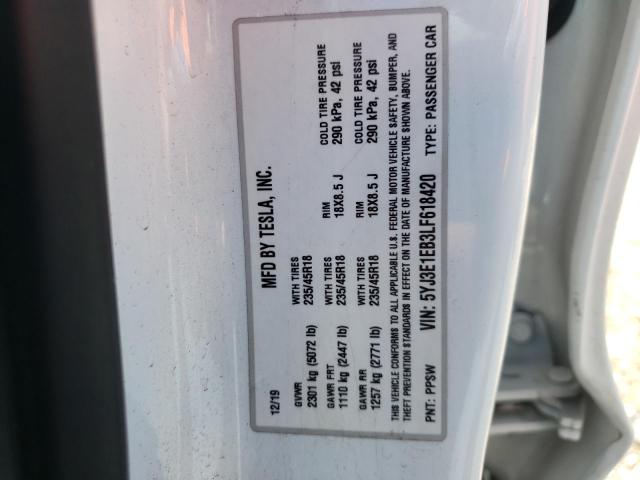 MFD BY TESLA, INC.
12/19
GVWR WITH TIRES RIM COLD TIRE PRESSURE
2301 kg (5072 lb) 235/45R18 18X8.5 J 290 kPa, 42 psi
GAWR FRT
1110 kg (2447 lb) 235/45R18
GAWR RR WITH TIRES RIM COLD TIRE PRESSURE
1257 kg (2771 lb) 235/45R18 18X8.5 J 290 kPa, 42 psi
THIS VEHICLE CONFORMS TO ALL APPLICABLE U.S. FEDERAL MOTOR VEHICLE SAFETY, BUMPER, AND
THEFT PREVENTION STANDARDS IN EFFECT ON THE DATE OF MANUFACTURE SHOWN ABOVE.
PNT: PPSW VIN: 5YJ3E1EB3LF618420 TYPE: PASSENGER CAR